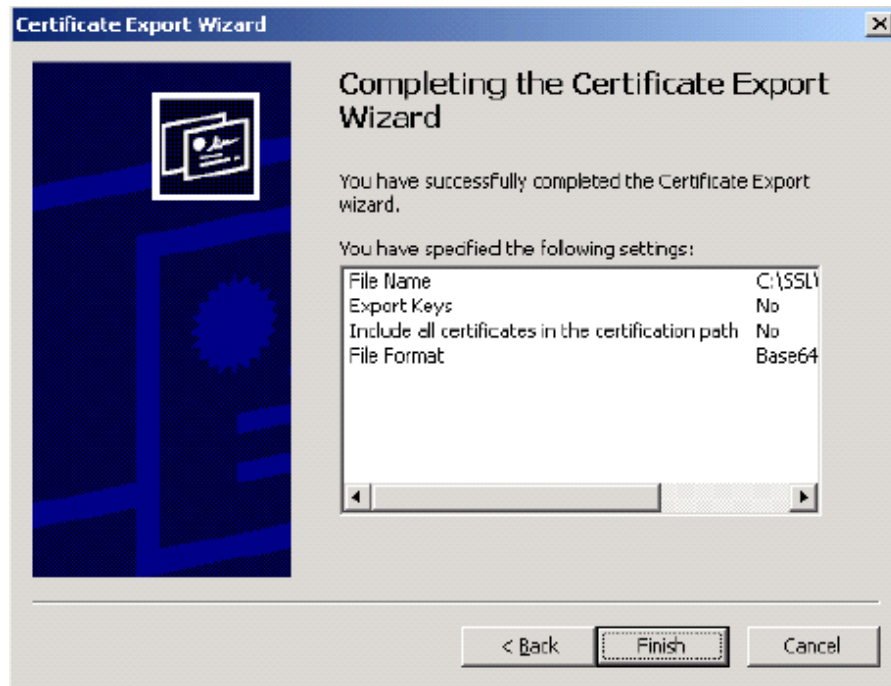 Certificate Export Wizard
Completing the Certificate Export
Wizard
You have successfully completed the Certificate Export
wizard.
You have specified the following settings:
File Name C:\SSL\
Export Keys No
Include all certificates in the certification path No
File Format Base64
< Back Finish Cancel